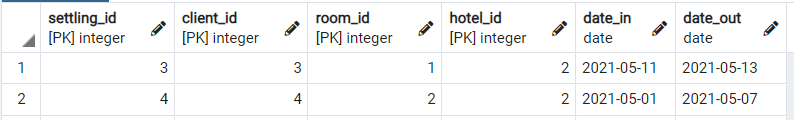 settling_id client_id room_id hotel_id date_in date_out
[PK] integer [PK] integer [PK] integer [PK] integer date date
1 3 3 1 2 2021-05-11 2021-05-13
2 4 4 2 2 2021-05-01 2021-05-07